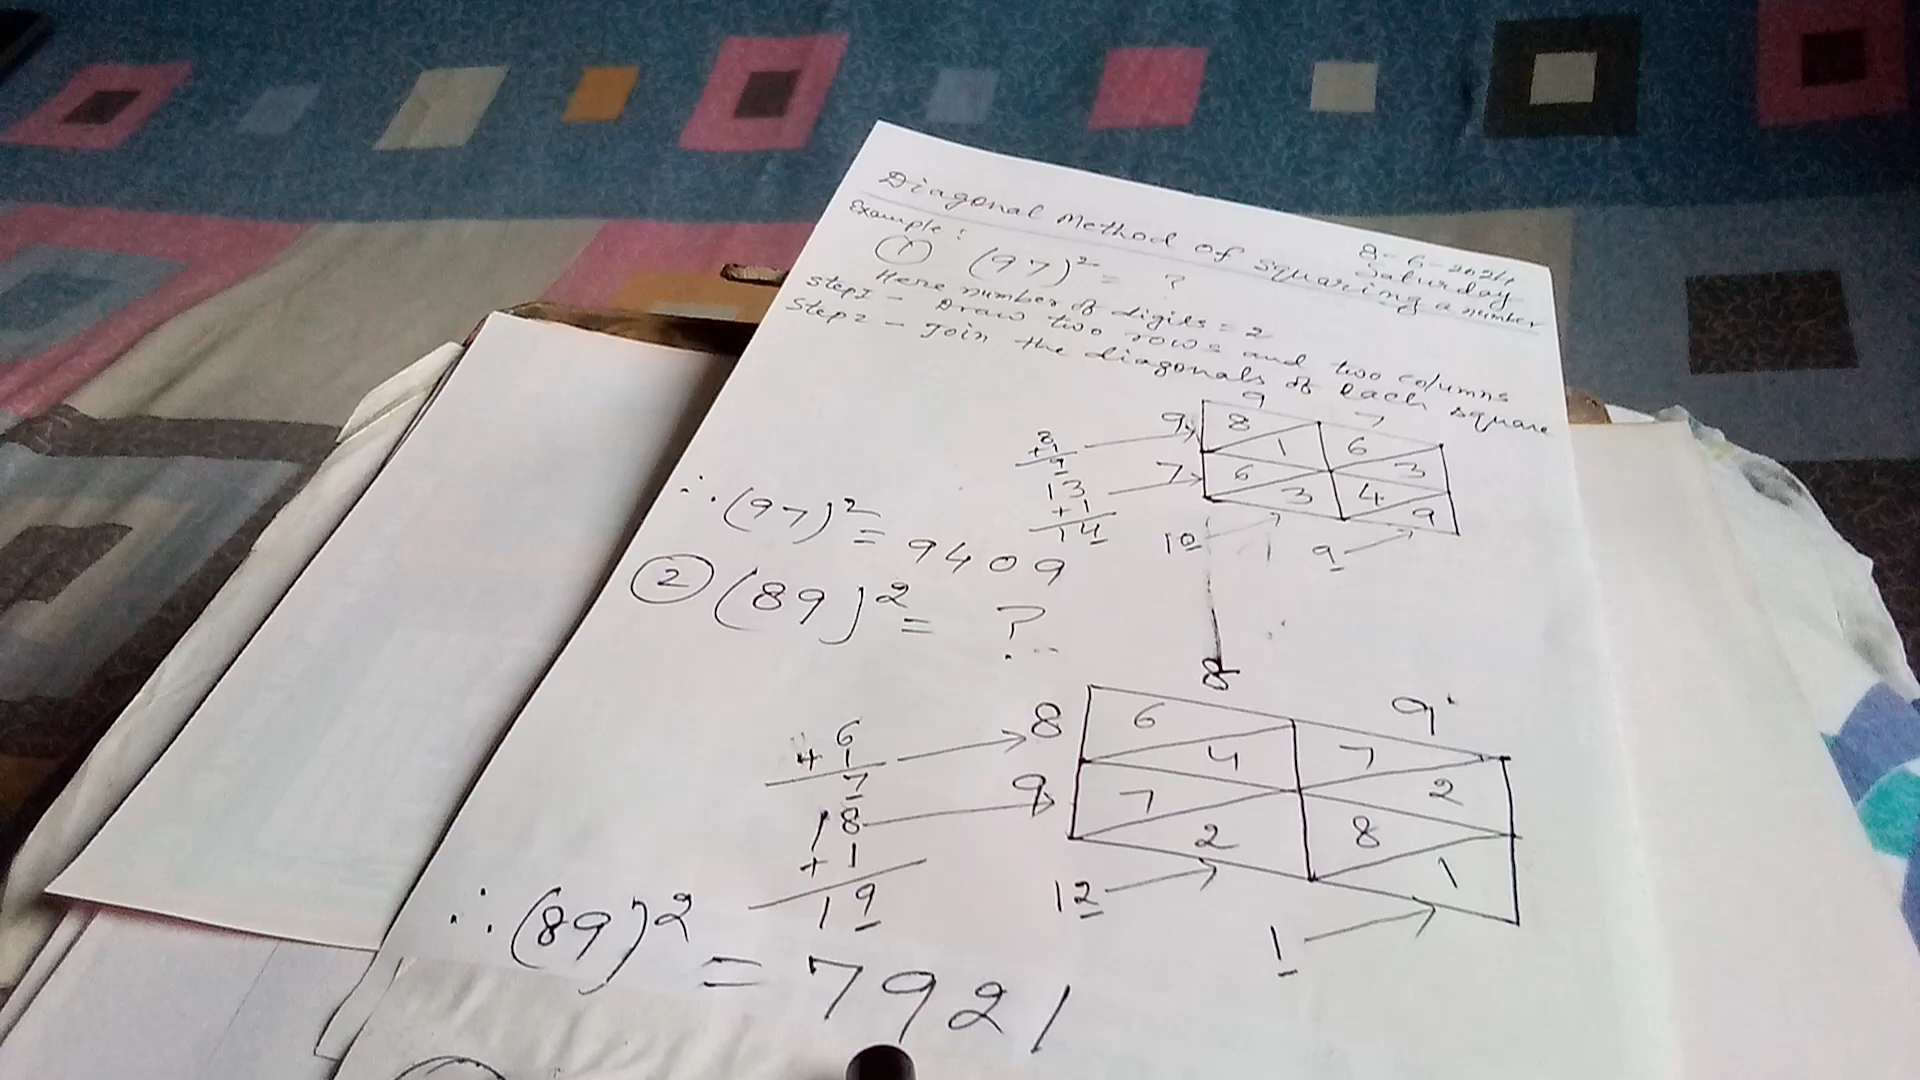 Diagonal Method of squaring a number
8-6-2024
Saturday
Example:
① (97)² = ?
Here number of digits = 2
Step1 - Draw two rows and two columns
Step2 - Join the diagonals of each square
9 7
9 8 1 6 3
7 6 3 4 9
8
+1
9
13
+1
14
10 9
∴ (97)² = 9409
② (89)² = ?
8 9
8 6 4 7 2
9 7 2 8 1
6
+1
7
18
+1
19
12 1
∴ (89)² = 7921